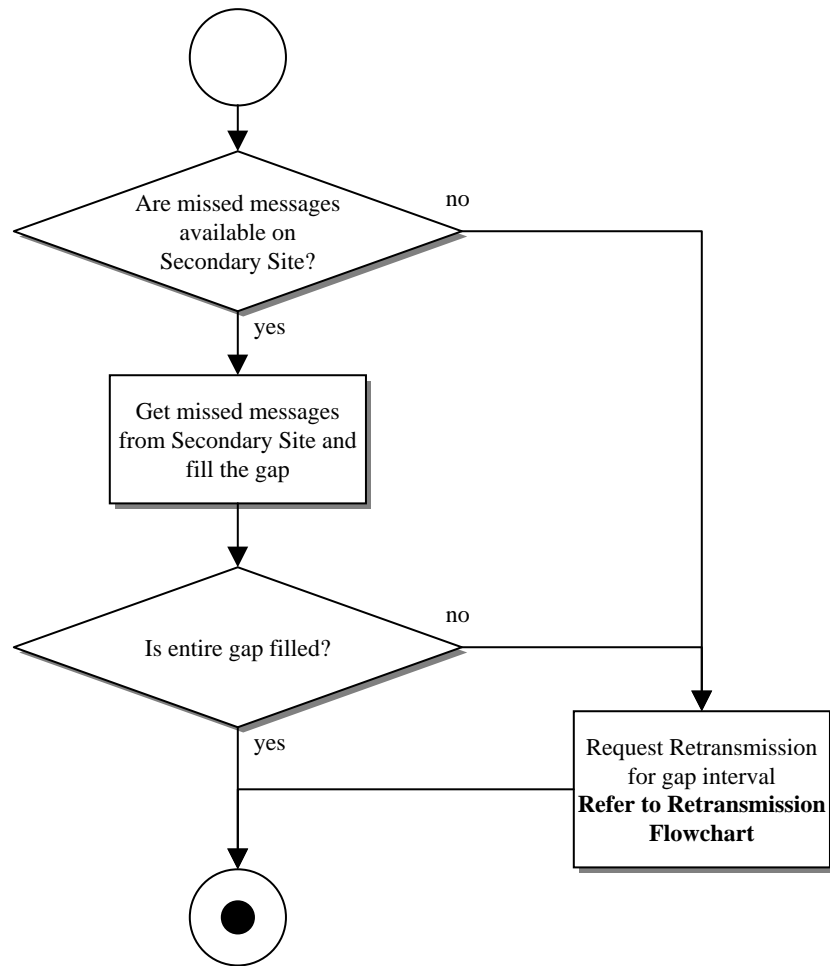 Are missed messages
available on
Secondary Site?
no
yes
Get missed messages
from Secondary Site and
fill the gap
Is entire gap filled?
no
yes
Request Retransmission
for gap interval
Refer to Retransmission
Flowchart